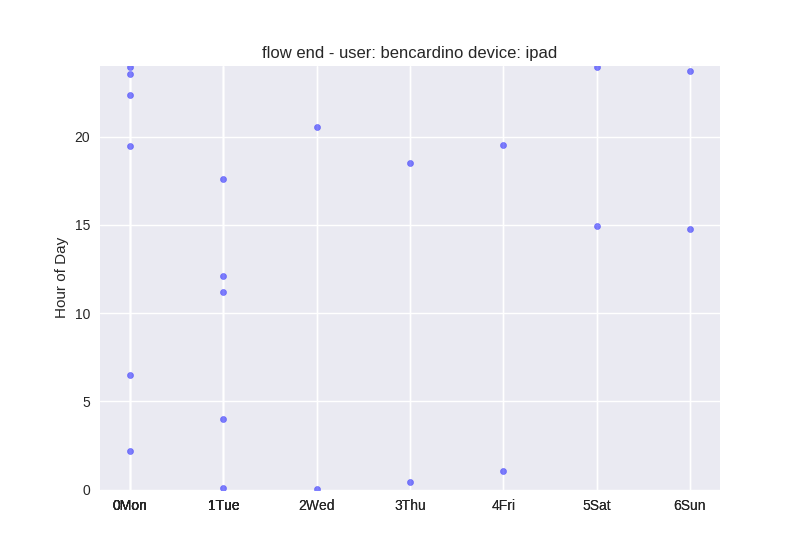 flow end - user: bencardino device: ipad
Hour of Day
20
15
10
5
0
0Mon 1Tue 2Wed 3Thu 4Fri 5Sat 6Sun